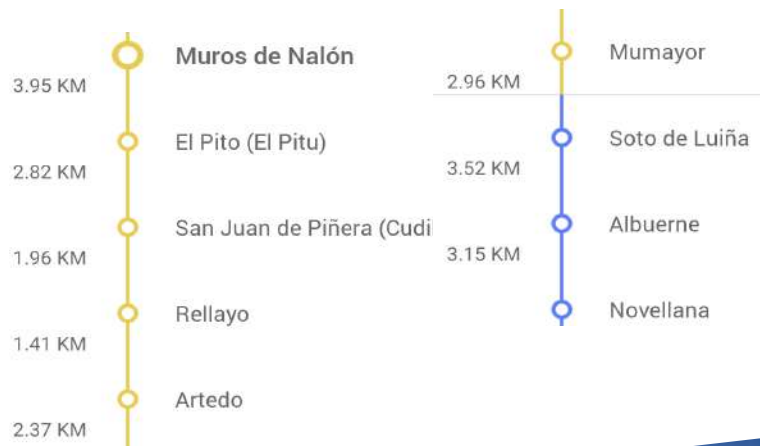 Muros de Nalón
3.95 KM
El Pito (El Pitu)
2.82 KM
San Juan de Piñera (Cudi
1.96 KM
Rellayo
1.41 KM
Artedo
2.37 KM
Mumayor
2.96 KM
Soto de Luiña
3.52 KM
Albuerne
3.15 KM
Novellana